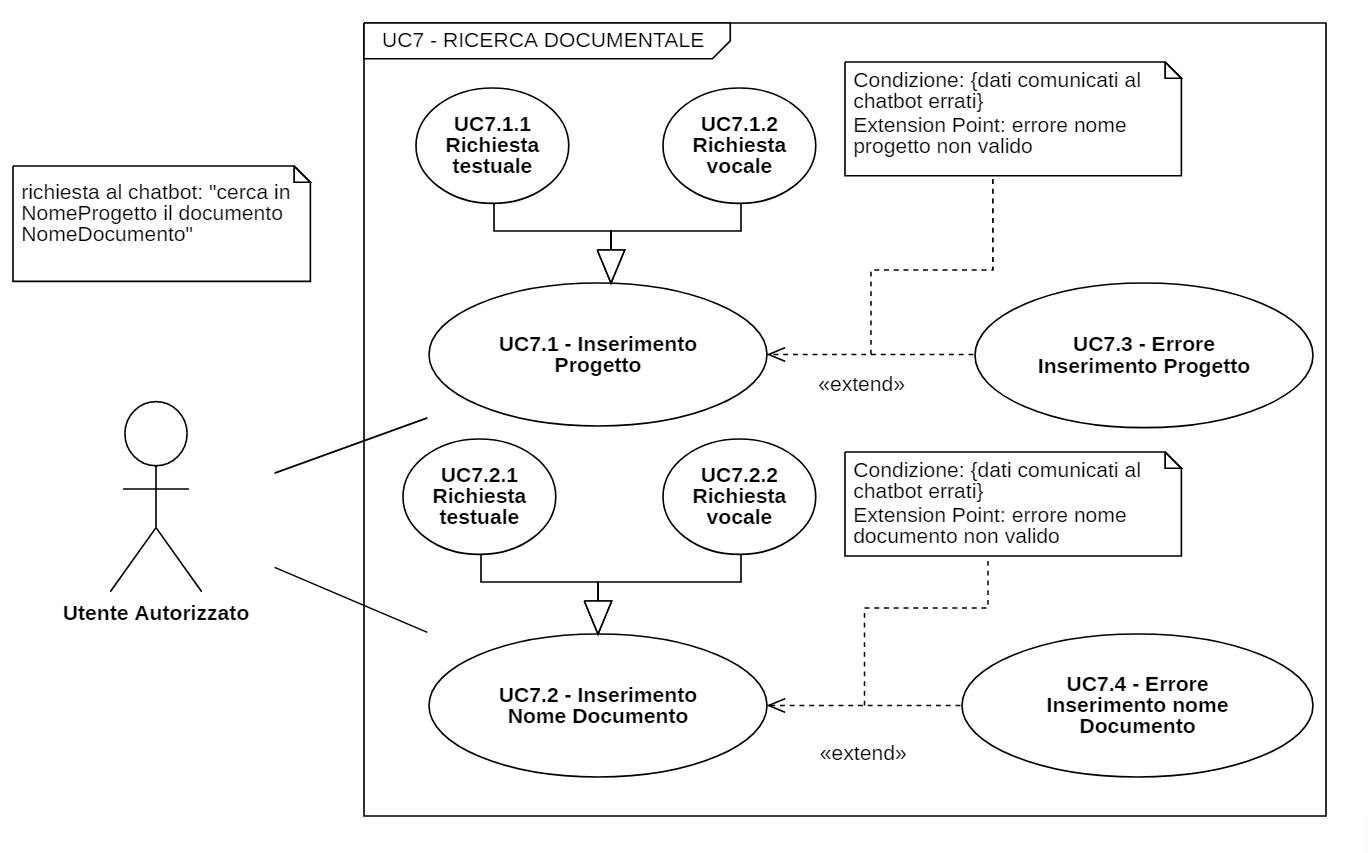 UC7 - RICERCA DOCUMENTALE
UC7.1.1
Richiesta
testuale
UC7.1.2
Richiesta
vocale
Condizione: {dati comunicati al
chatbot errati}
Extension Point: errore nome
progetto non valido
richiesta al chatbot: "cerca in
NomeProgetto il documento
NomeDocumento"
UC7.1 - Inserimento
Progetto
«extend»
UC7.3 - Errore
Inserimento Progetto
Utente Autorizzato
UC7.2.1
Richiesta
testuale
UC7.2.2
Richiesta
vocale
Condizione: {dati comunicati al
chatbot errati}
Extension Point: errore nome
documento non valido
UC7.2 - Inserimento
Nome Documento
«extend»
UC7.4 - Errore
Inserimento nome
Documento